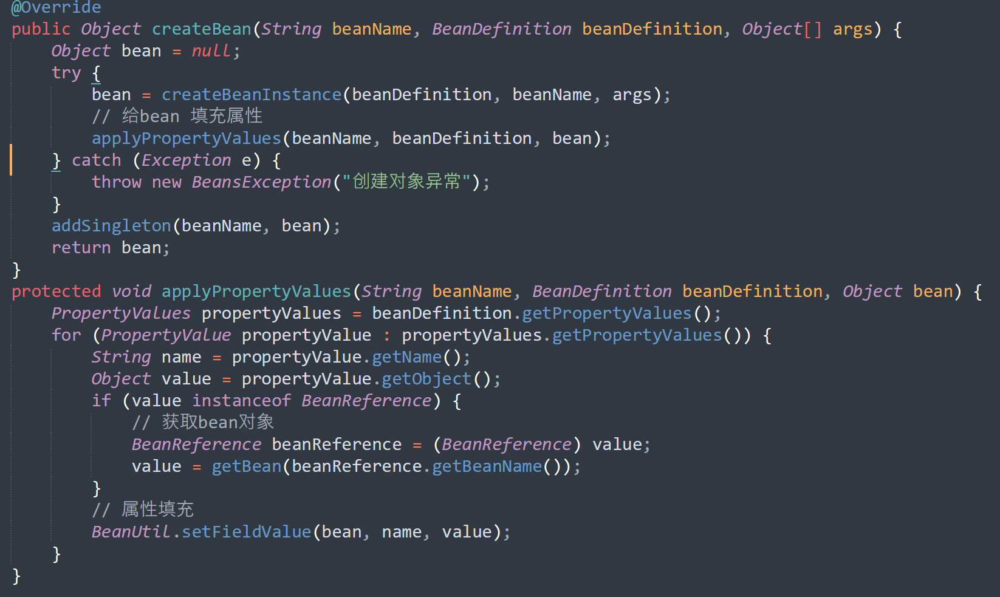 @Override
public Object createBean(String beanName, BeanDefinition beanDefinition, Object[] args) {
    Object bean = null;
    try {
        bean = createBeanInstance(beanDefinition, beanName, args);
        // 给bean 填充属性
        applyPropertyValues(beanName, beanDefinition, bean);
    } catch (Exception e) {
        throw new BeansException("创建对象异常");
    }
    addSingleton(beanName, bean);
    return bean;
}
protected void applyPropertyValues(String beanName, BeanDefinition beanDefinition, Object bean) {
    PropertyValues propertyValues = beanDefinition.getPropertyValues();
    for (PropertyValue propertyValue : propertyValues.getPropertyValues()) {
        String name = propertyValue.getName();
        Object value = propertyValue.getObject();
        if (value instanceof BeanReference) {
            // 获取bean对象
            BeanReference beanReference = (BeanReference) value;
            value = getBean(beanReference.getBeanName());
        }
        // 属性填充
        BeanUtil.setFieldValue(bean, name, value);
    }
}